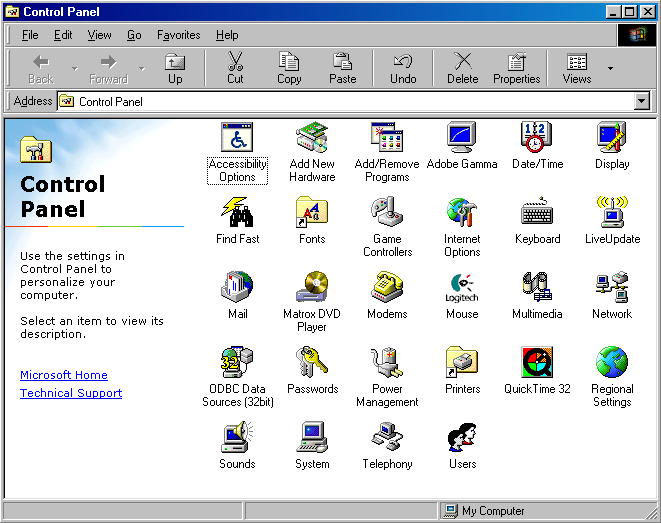 Control Panel
File Edit View Go Favorites Help
Back Forward Up Cut Copy Paste Undo Delete Properties Views
Address Control Panel
Control
Panel
Use the settings in
Control Panel to
personalize your
computer.
Select an item to view its
description.
Microsoft Home
Technical Support
Accessibility Options
Add New Hardware
Add/Remove Programs
Adobe Gamma
12
Date/Time
Display
Find Fast
Fonts
Game Controllers
Internet Options
Keyboard
LiveUpdate
Mail
Matrox DVD Player
Modems
Logitech
Mouse
Multimedia
Network
32
ODBC Data Sources (32bit)
Passwords
Power Management
Printers
QuickTime 32
Regional Settings
Sounds
System
Telephony
Users
My Computer